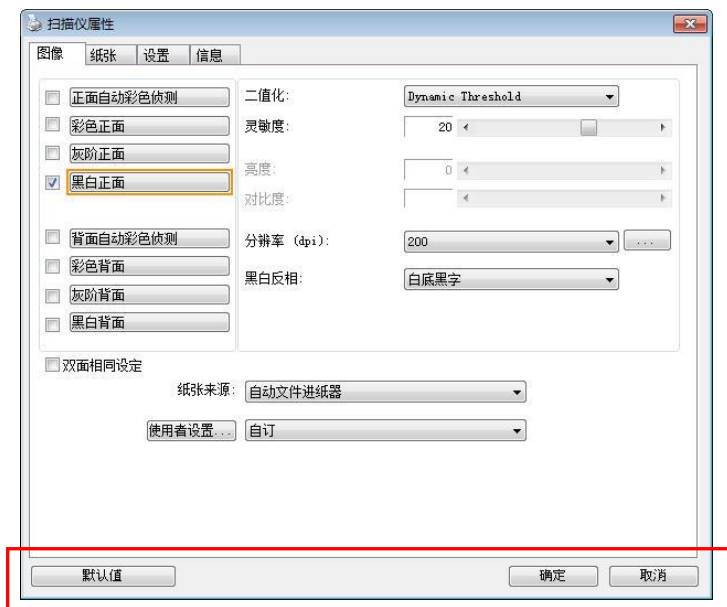 扫描仪属性
图像 纸张 设置 信息
正面自动彩色侦测
彩色正面
灰阶正面
黑白正面
背面自动彩色侦测
彩色背面
灰阶背面
黑白背面
二值化: Dynamic Threshold
灵敏度: 20
亮度: 0
对比度:
分辨率 (dpi): 200 ...
黑白反相: 白底黑字
双面相同设定
纸张来源: 自动文件进纸器
使用者设置... 自订
默认值 确定 取消